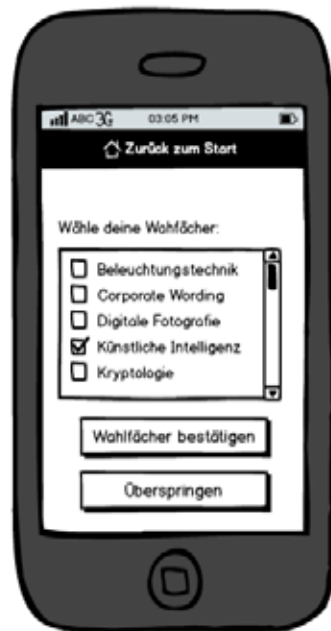 ABC 3G 03:05 PM
Zurück zum Start
Wähle deine Wahfächer:
Beleuchtungstechnik
Corporate Wording
Digitale Fotografie
Künstliche Intelligenz
Kryptologie
Wahlfächer bestätigen
Überspringen